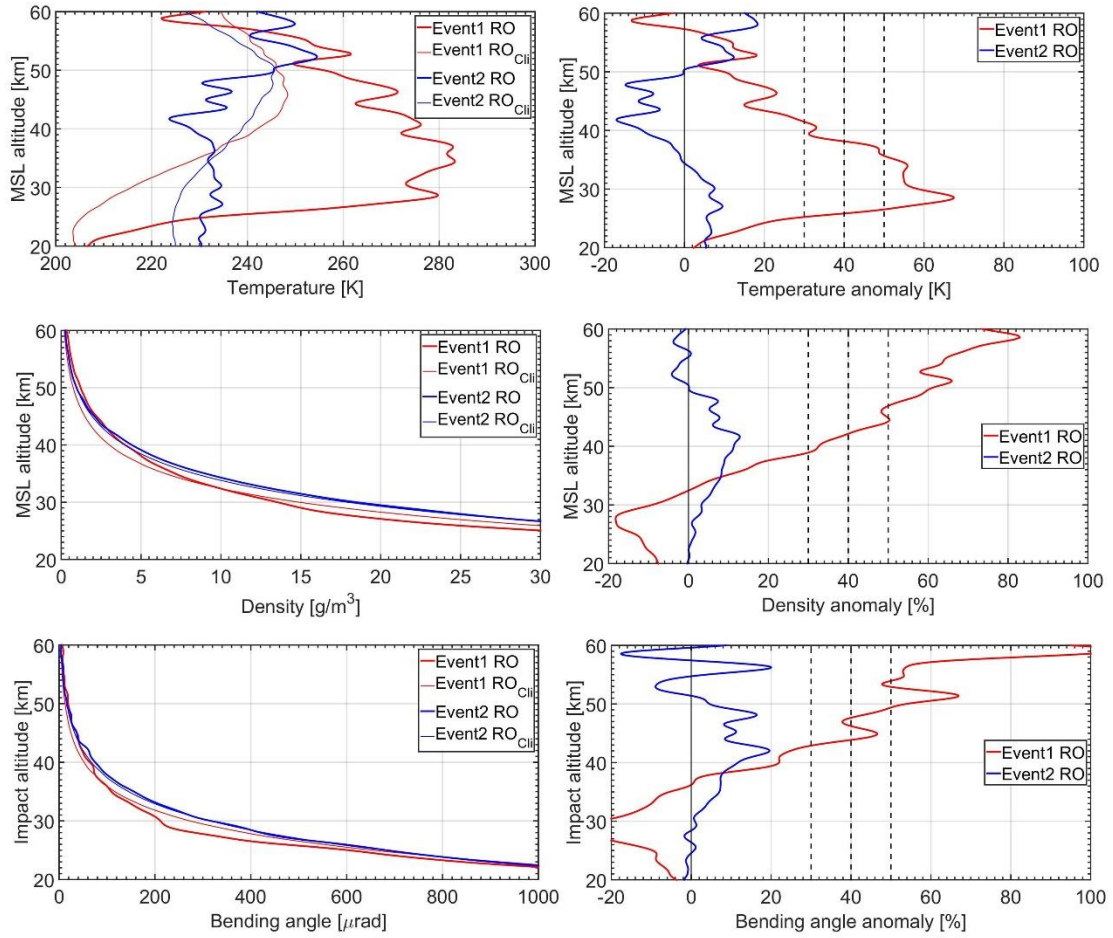 60
50
40
30
20
MSL altitude [km]
200 220 240 260 280 300
Temperature [K]
Event1 RO
Event1 RO_Cli
Event2 RO
Event2 RO_Cli
60
50
40
30
20
MSL altitude [km]
-20 0 20 40 60 80 100
Temperature anomaly [K]
Event1 RO
Event2 RO
60
50
40
30
20
MSL altitude [km]
0 5 10 15 20 25 30
Density [g/m³]
Event1 RO
Event1 RO_Cli
Event2 RO
Event2 RO_Cli
60
50
40
30
20
MSL altitude [km]
-20 0 20 40 60 80 100
Density anomaly [%]
Event1 RO
Event2 RO
60
50
40
30
20
Impact altitude [km]
0 200 400 600 800 1000
Bending angle [μrad]
Event1 RO
Event1 RO_Cli
Event2 RO
Event2 RO_Cli
60
50
40
30
20
Impact altitude [km]
-20 0 20 40 60 80 100
Bending angle anomaly [%]
Event1 RO
Event2 RO